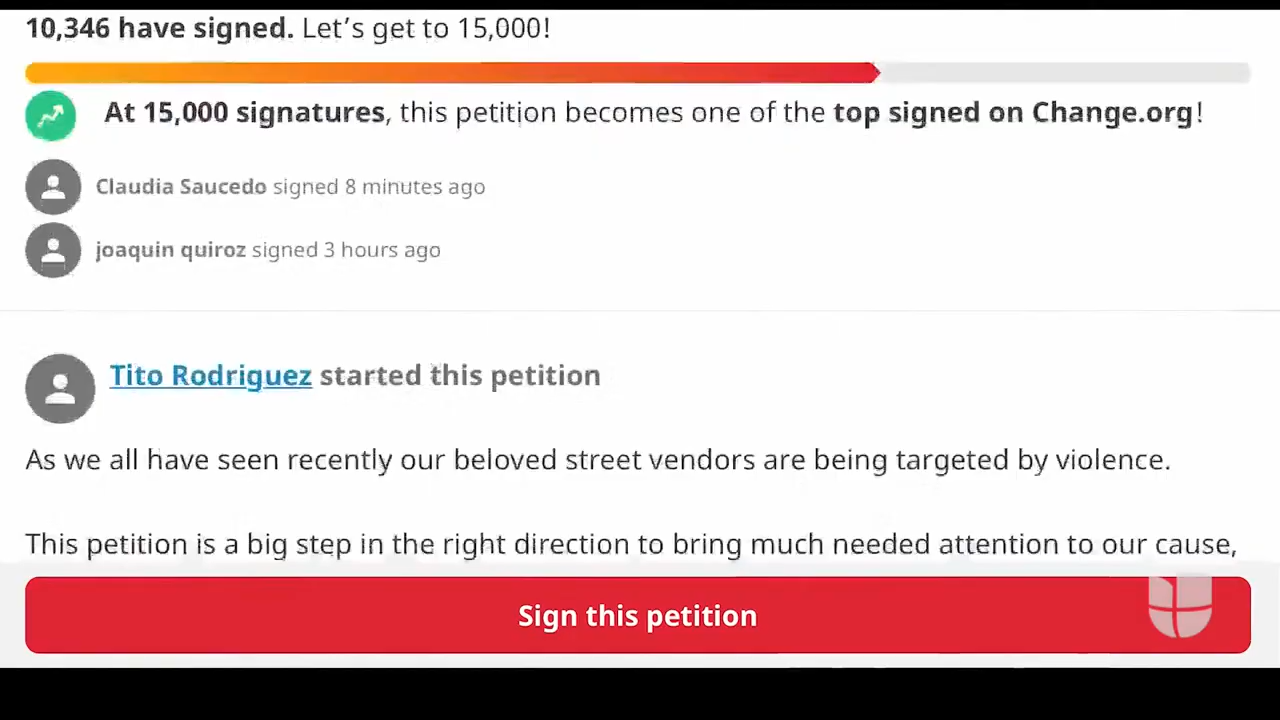 10,346 have signed. Let’s get to 15,000!
At 15,000 signatures, this petition becomes one of the top signed on Change.org!
Claudia Saucedo signed 8 minutes ago
joaquin quiroz signed 3 hours ago
Tito Rodriguez started this petition
As we all have seen recently our beloved street vendors are being targeted by violence.
This petition is a big step in the right direction to bring much needed attention to our cause,
Sign this petition